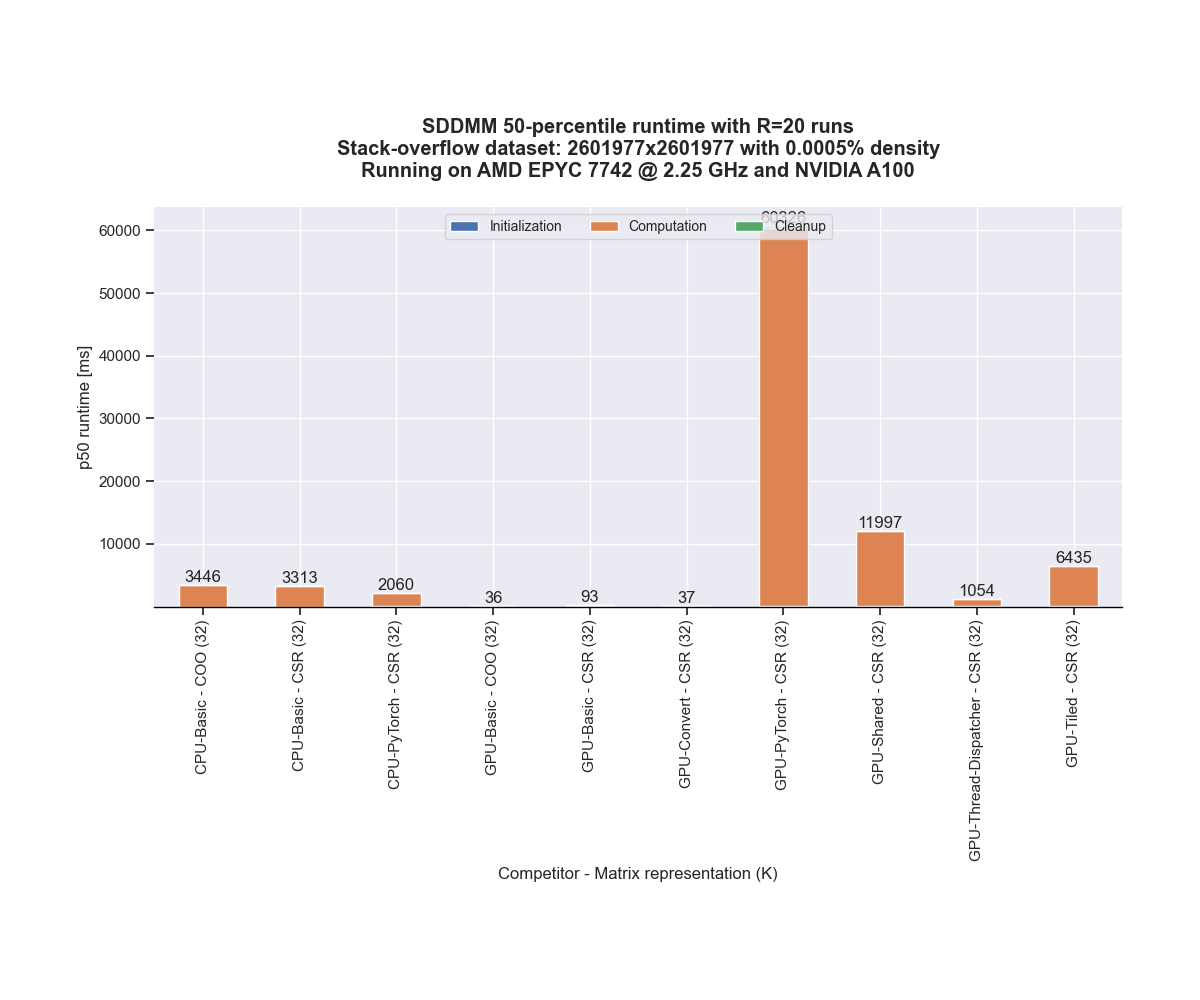 SDDMM 50-percentile runtime with R=20 runs
Stack-overflow dataset: 2601977x2601977 with 0.0005% density
Running on AMD EPYC 7742 @ 2.25 GHz and NVIDIA A100
Initialization
Computation
Cleanup
p50 runtime [ms]
60000
50000
40000
30000
20000
10000
3446
3313
2060
36
93
37
11997
1054
6435
CPU-Basic - COO (32)
CPU-Basic - CSR (32)
CPU-PyTorch - CSR (32)
GPU-Basic - COO (32)
GPU-Basic - CSR (32)
GPU-Convert - CSR (32)
GPU-PyTorch - CSR (32)
GPU-Shared - CSR (32)
GPU-Thread-Dispatcher - CSR (32)
GPU-Tiled - CSR (32)
Competitor - Matrix representation (K)